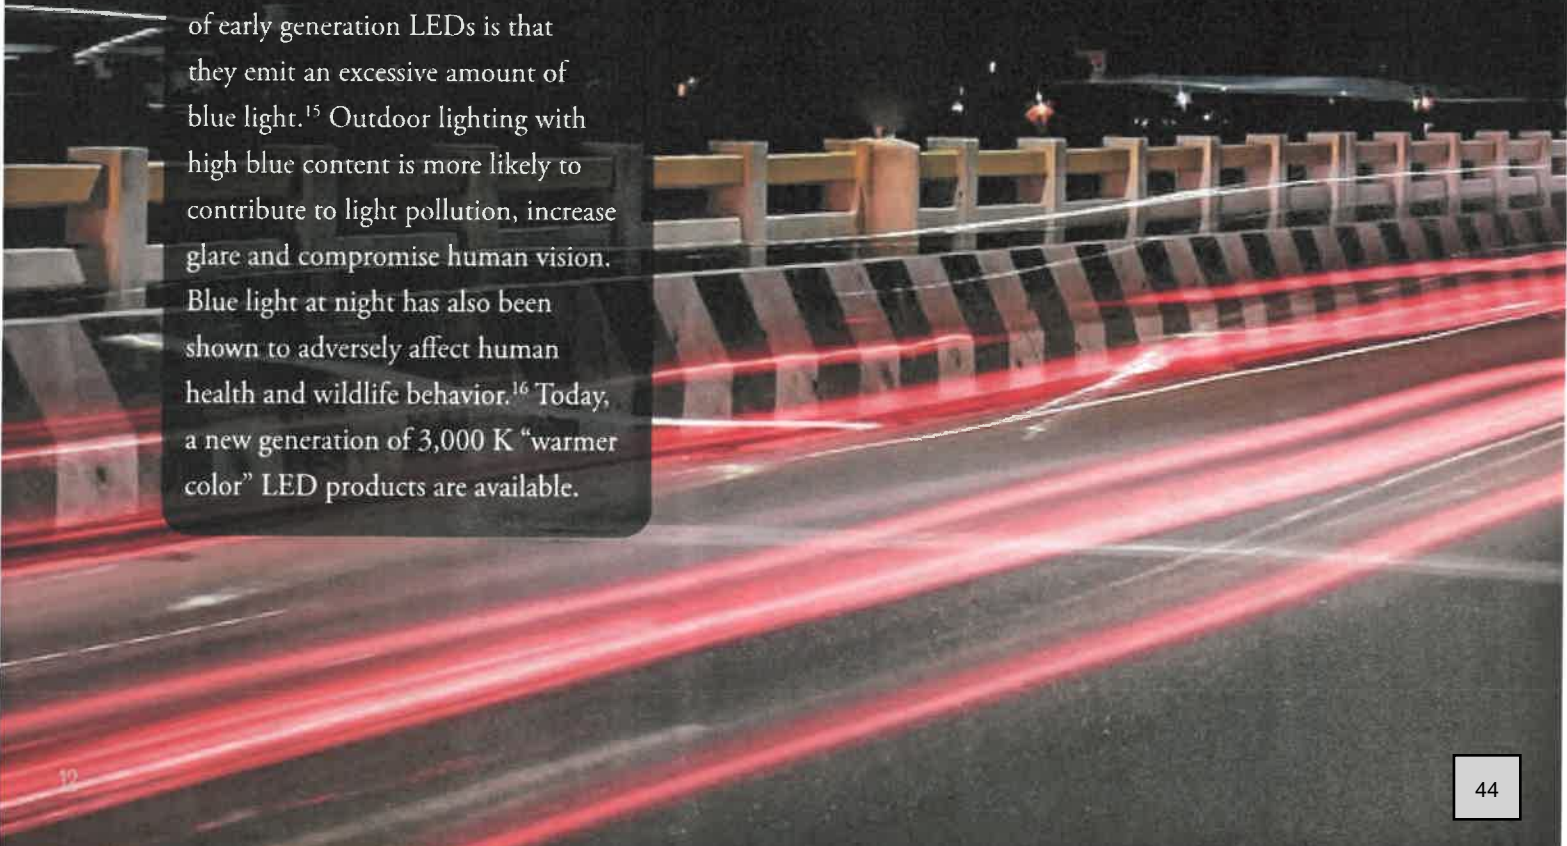 of early generation LEDs is that
they emit an excessive amount of
blue light.¹⁵ Outdoor lighting with
high blue content is more likely to
contribute to light pollution, increase
glare and compromise human vision.
Blue light at night has also been
shown to adversely affect human
health and wildlife behavior.¹⁶ Today,
a new generation of 3,000 K “warmer
color” LED products are available.
12
44